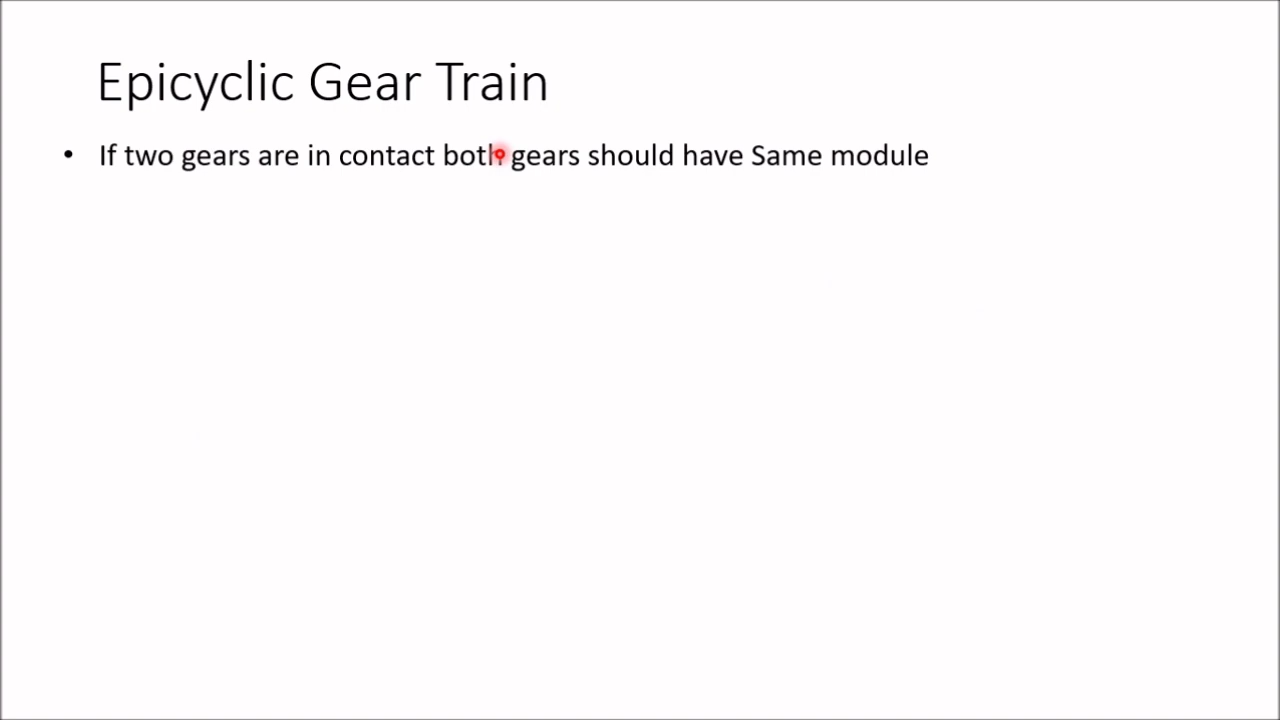 Epicyclic Gear Train
• If two gears are in contact both gears should have Same module